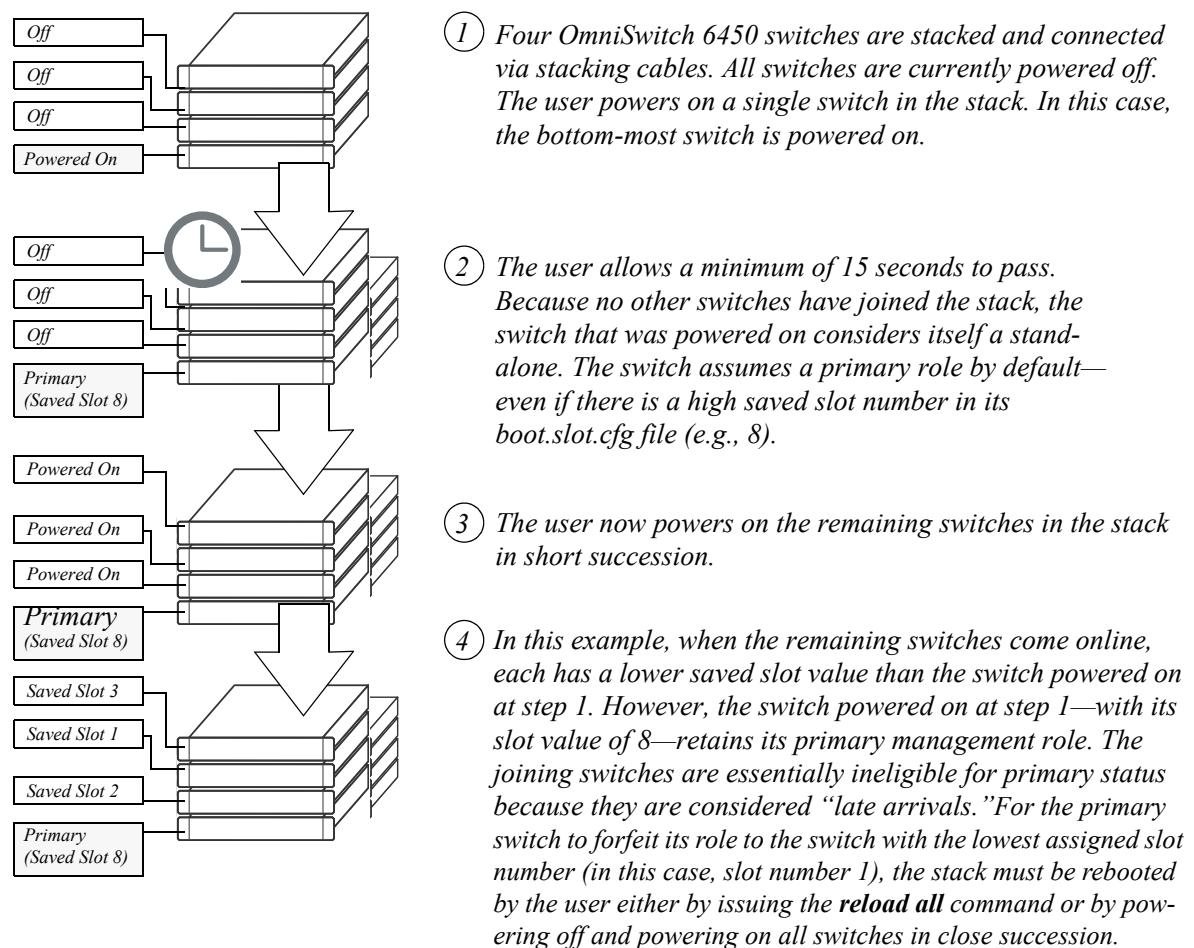 Off
Off
Off
Powered On
1 Four OmniSwitch 6450 switches are stacked and connected
via stacking cables. All switches are currently powered off.
The user powers on a single switch in the stack. In this case,
the bottom-most switch is powered on.
Off
Off
Off
Primary
(Saved Slot 8)
2 The user allows a minimum of 15 seconds to pass.
Because no other switches have joined the stack, the
switch that was powered on considers itself a stand-
alone. The switch assumes a primary role by default—
even if there is a high saved slot number in its
boot.slot.cfg file (e.g., 8).
Powered On
Powered On
Powered On
Primary
(Saved Slot 8)
3 The user now powers on the remaining switches in the stack
in short succession.
Saved Slot 3
Saved Slot 1
Saved Slot 2
Primary
(Saved Slot 8)
4 In this example, when the remaining switches come online,
each has a lower saved slot value than the switch powered on
at step 1. However, the switch powered on at step 1—with its
slot value of 8—retains its primary management role. The
joining switches are essentially ineligible for primary status
because they are considered “late arrivals.”For the primary
switch to forfeit its role to the switch with the lowest assigned slot
number (in this case, slot number 1), the stack must be rebooted
by the user either by issuing the reload all command or by pow-
ering off and powering on all switches in close succession.